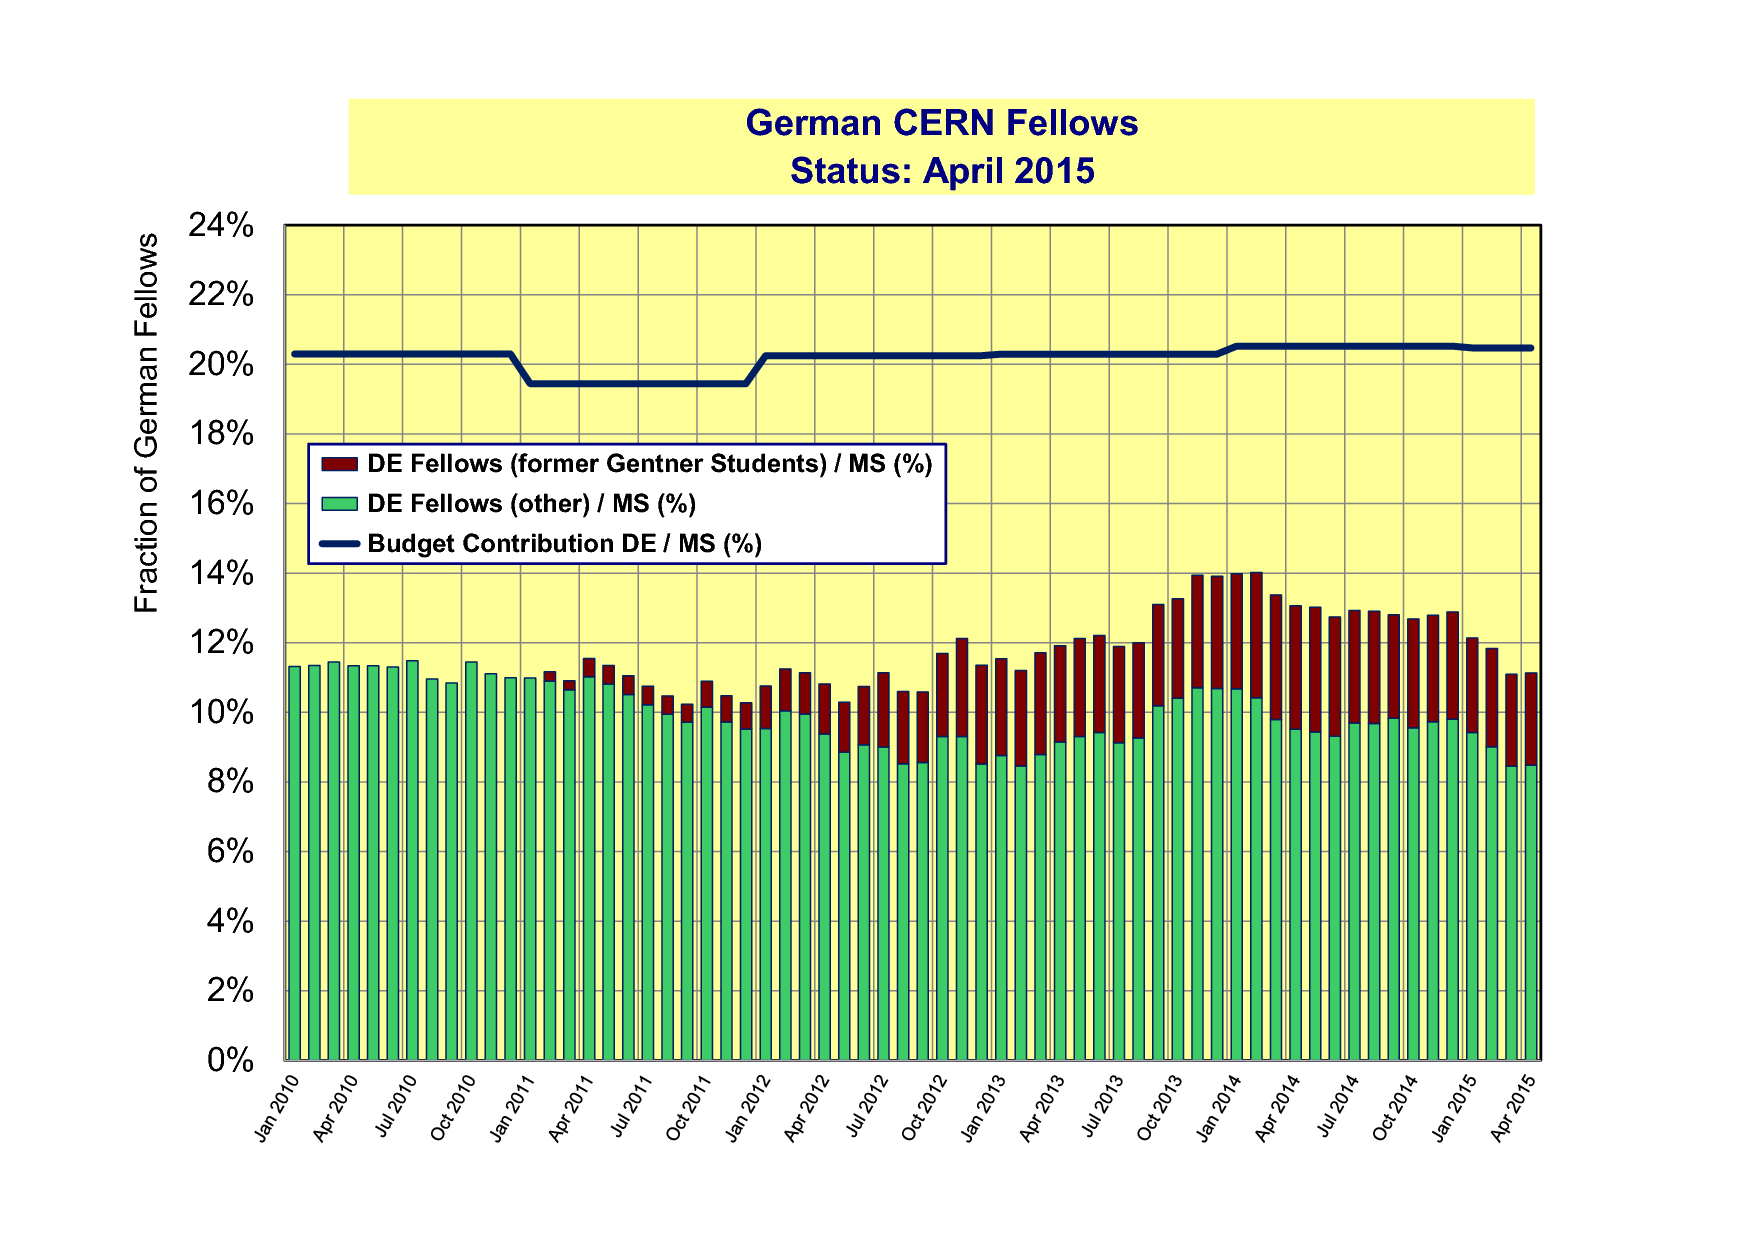 German CERN Fellows
Status: April 2015
Fraction of German Fellows
24%
22%
20%
18%
16%
14%
12%
10%
8%
6%
4%
2%
0%
DE Fellows (former Gentner Students) / MS (%)
DE Fellows (other) / MS (%)
Budget Contribution DE / MS (%)
Jan 2010
Apr 2010
Jul 2010
Oct 2010
Jan 2011
Apr 2011
Jul 2011
Oct 2011
Jan 2012
Apr 2012
Jul 2012
Oct 2012
Jan 2013
Apr 2013
Jul 2013
Oct 2013
Jan 2014
Apr 2014
Jul 2014
Oct 2014
Jan 2015
Apr 2015